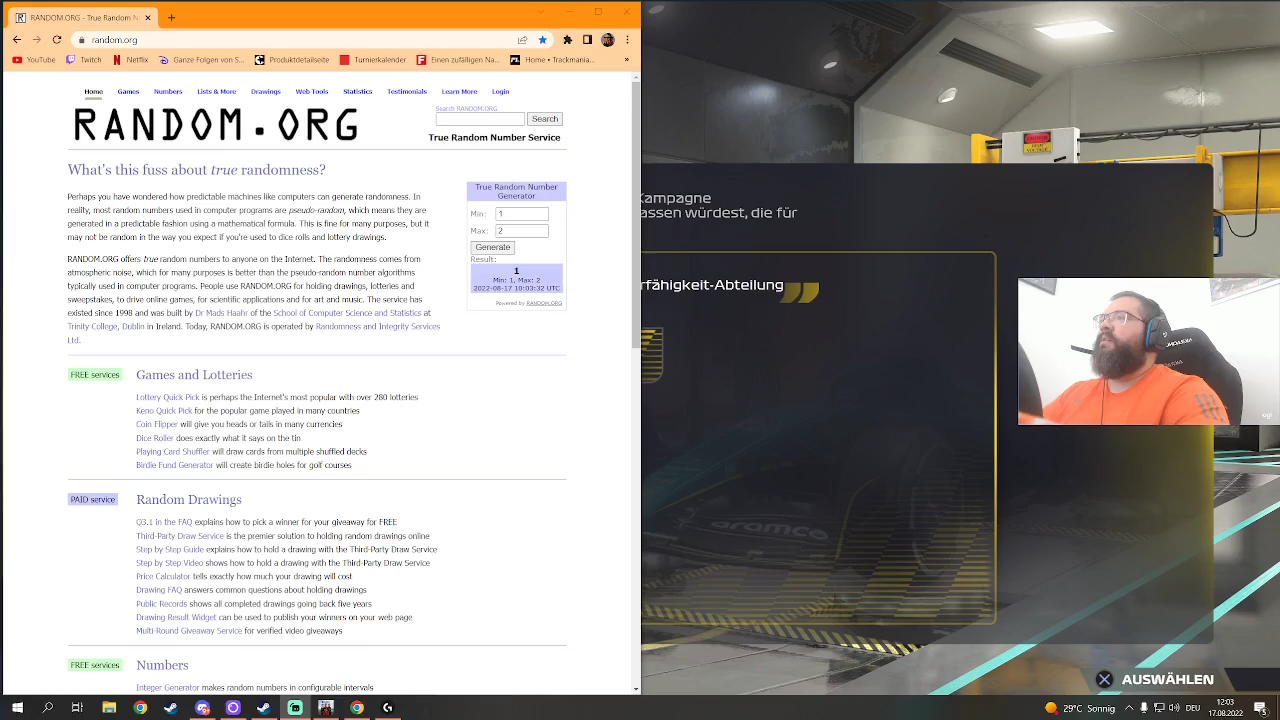 RANDOM.ORG - True Random N
random.org
YouTube
Twitch
Netflix
Ganze Folgen von S...
Produktdetailseite
Turnierkalender
Einen zufälligen Na...
Home • Trackmania...
»
Home Games Numbers Lists & More Drawings Web Tools Statistics Testimonials Learn More Login
RANDOM.ORG
Search RANDOM.ORG
Search
True Random Number Service
What's this fuss about true randomness?
Perhaps you have wondered how predictable machines like computers can generate randomness. In
reality, most random numbers used in computer programs are pseudo-random, which means they are
generated in a predictable fashion using a mathematical formula. This is fine for many purposes, but it
may not be random in the way you expect if you're used to dice rolls and lottery drawings.
RANDOM.ORG offers true random numbers to anyone on the Internet. The randomness comes from
atmospheric noise, which for many purposes is better than the pseudo-random number algorithms
typically used in computer programs. People use RANDOM.ORG for holding drawings, lotteries and
sweepstakes, to drive online games, for scientific applications and for art and music. The service has
existed since 1998 and was built by Dr Mads Haahr of the School of Computer Science and Statistics at
Trinity College, Dublin in Ireland. Today, RANDOM.ORG is operated by Randomness and Integrity Services
Ltd.
True Random Number
Generator
Min: 1
Max: 2
Generate
Result:
1
Min: 1, Max: 2
2022-08-17 10:03:32 UTC
Powered by RANDOM.ORG
FREE services
Games and Lotteries
Lottery Quick Pick is perhaps the Internet's most popular with over 280 lotteries
Keno Quick Pick for the popular game played in many countries
Coin Flipper will give you heads or tails in many currencies
Dice Roller does exactly what it says on the tin
Playing Card Shuffler will draw cards from multiple shuffled decks
Birdie Fund Generator will create birdie holes for golf courses
PAID service
Random Drawings
Q3.1 in the FAQ explains how to pick a winner for your giveaway for FREE
Third-Party Draw Service is the premier solution to holding random drawings online
Step by Step Guide explains how to hold a drawing with the Third-Party Draw Service
Step by Step Video shows how to hold a drawing with the Third-Party Draw Service
Price Calculator tells exactly how much your drawing will cost
Drawing FAQ answers common questions about holding drawings
Public Records shows all completed drawings going back five years
Drawing Result Widget can be used to publish your winners on your web page
Multi-Round Giveaway Service for verified video giveaways
FREE services
Numbers
Integer Generator makes random numbers in configurable intervals
Kampagne
assen würdest, die für
rfähigkeit-Abteilung
DANGER
HIGH
VOLTAGE
aramco
AUSWÄHLEN
29°C Sonnig
12:03
17.08.2022